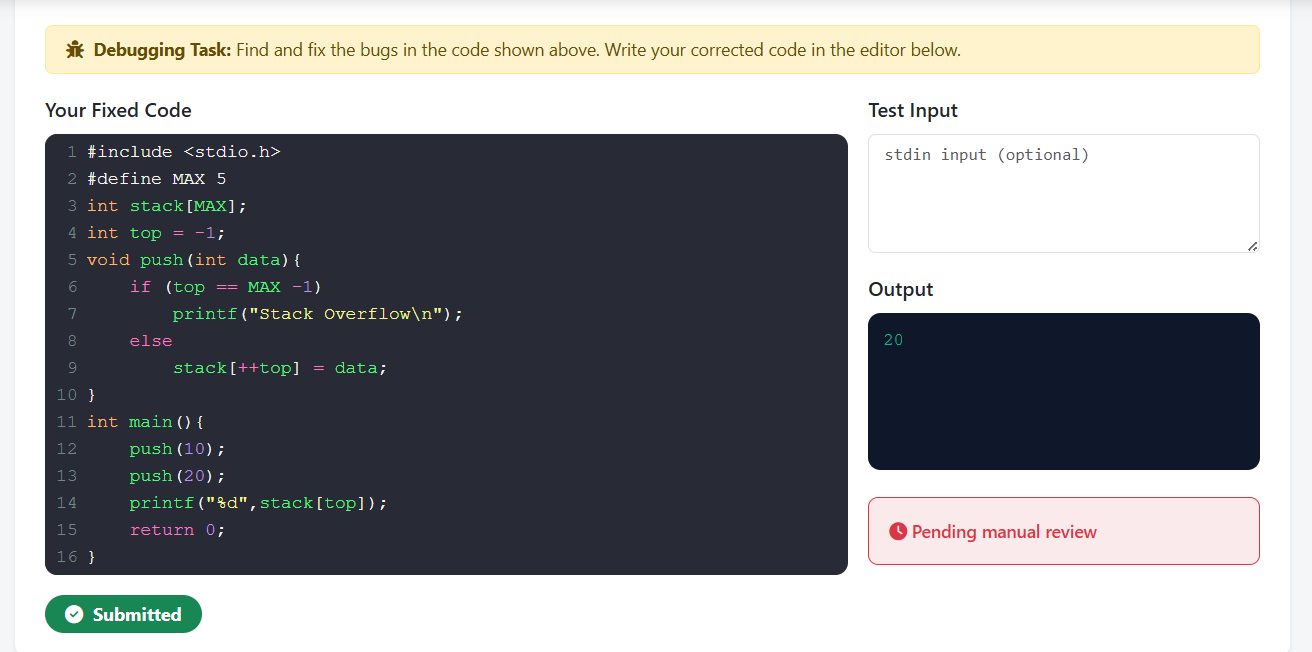 Debugging Task: Find and fix the bugs in the code shown above. Write your corrected code in the editor below.
Your Fixed Code
1 #include <stdio.h>
2 #define MAX 5
3 int stack[MAX];
4 int top = -1;
5 void push(int data){
6     if (top == MAX -1)
7         printf("Stack Overflow\n");
8     else
9         stack[++top] = data;
10 }
11 int main(){
12     push(10);
13     push(20);
14     printf("%d",stack[top]);
15     return 0;
16 }
Submitted
Test Input
stdin input (optional)
Output
20
Pending manual review